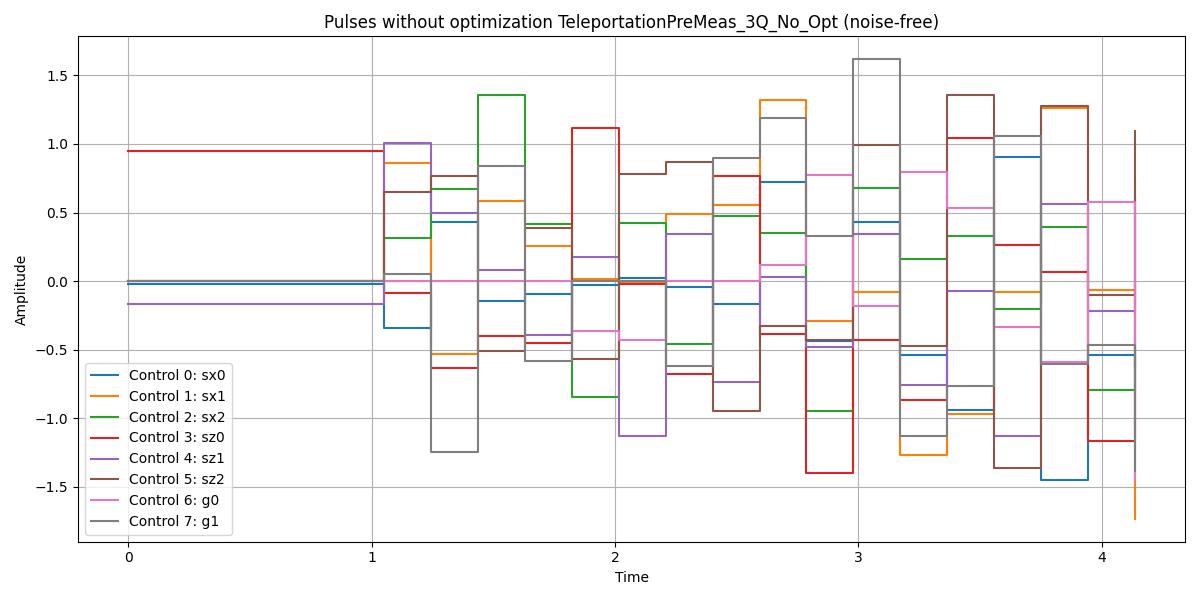 Pulses without optimization TeleportationPreMeas_3Q_No_Opt (noise-free)
Amplitude
1.5
1.0
0.5
0.0
−0.5
−1.0
−1.5
Control 0: sx0
Control 1: sx1
Control 2: sx2
Control 3: sz0
Control 4: sz1
Control 5: sz2
Control 6: g0
Control 7: g1
0 1 2 3 4
Time